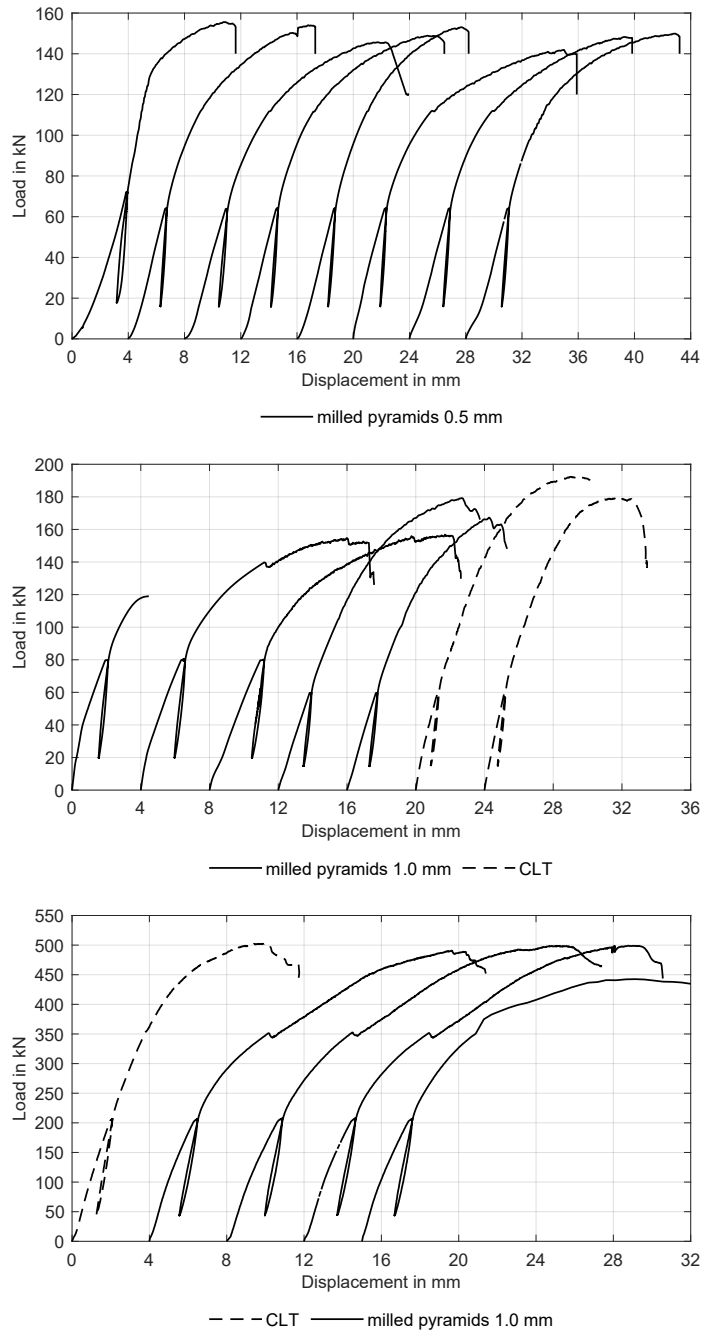 160
140
120
100
80
60
40
20
0
Load in kN
0 4 8 12 16 20 24 28 32 36 40 44
Displacement in mm
milled pyramids 0.5 mm
200
180
160
140
120
100
80
60
40
20
0
Load in kN
0 4 8 12 16 20 24 28 32 36
Displacement in mm
milled pyramids 1.0 mm CLT
550
500
450
400
350
300
250
200
150
100
50
0
Load in kN
0 4 8 12 16 20 24 28 32
Displacement in mm
CLT milled pyramids 1.0 mm